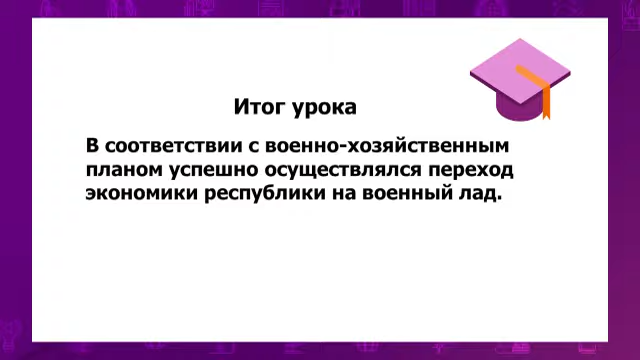 Итог урока
В соответствии с военно-хозяйственным
планом успешно осуществлялся переход
экономики республики на военный лад.